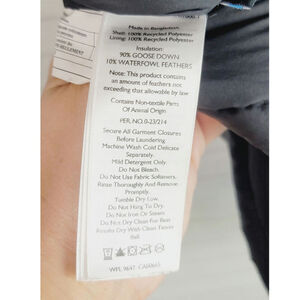 Made in Bangladesh
Shell: 100% Recycled Polyester
Lining: 100% Recycled Polyester
Insulation:
90% GOOSE DOWN
10% WATERFOWL FEATHERS
Note: This product contains
an amount of feathers not
exceeding that allowable by law
Contains Non-textile Parts
Of Animal Origin
PER. NO.0-23/214
Secure All Garment Closures
Before Laundering.
Machine Wash Cold Delicate
Separately.
Mild Detergent Only.
Do Not Bleach.
Do Not Use Fabric Softeners.
Rinse Thoroughly And Remove
Promptly.
Tumble Dry Low.
Do Not Hang To Dry.
Do Not Iron Or Steam
Do Not Dry Clean For Best
Results Dry With Clean Tennis
Ball.
WPL 9647